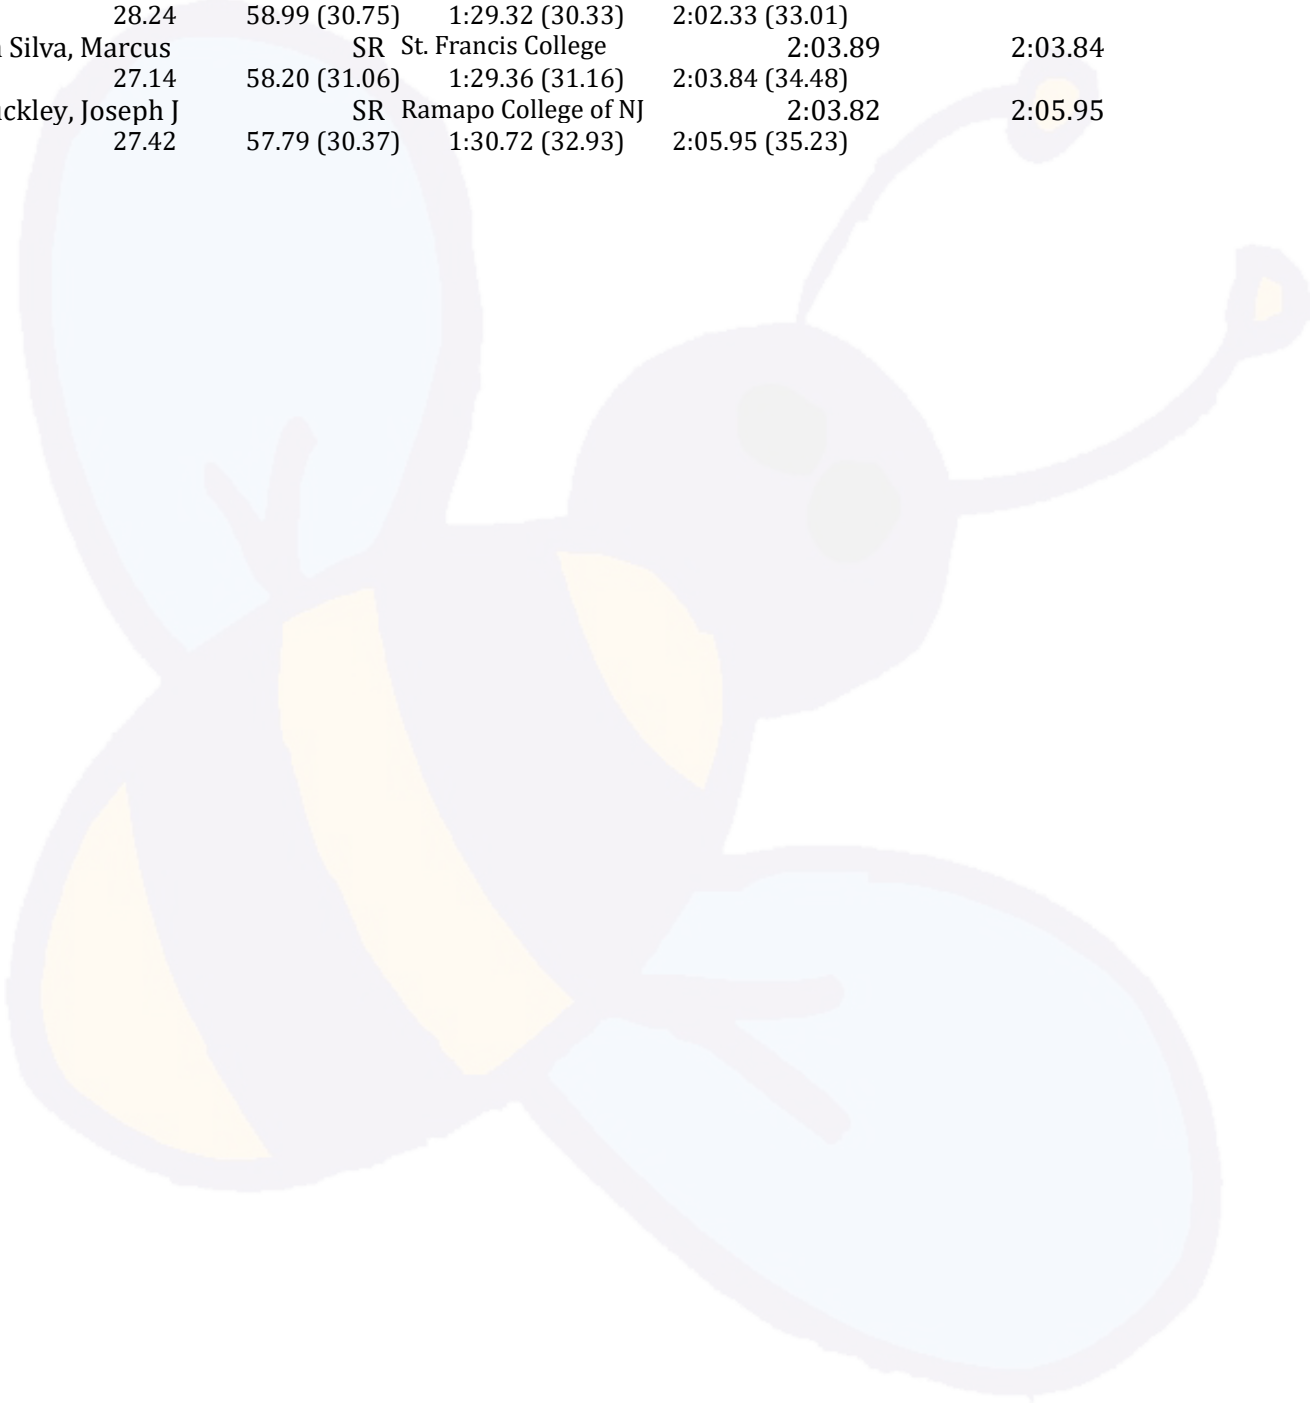 28.24 58.99 (30.75) 1:29.32 (30.33) 2:02.33 (33.01)
Silva, Marcus SR St. Francis College 2:03.89 2:03.84
27.14 58.20 (31.06) 1:29.36 (31.16) 2:03.84 (34.48)
ckley, Joseph J SR Ramapo College of NJ 2:03.82 2:05.95
27.42 57.79 (30.37) 1:30.72 (32.93) 2:05.95 (35.23)